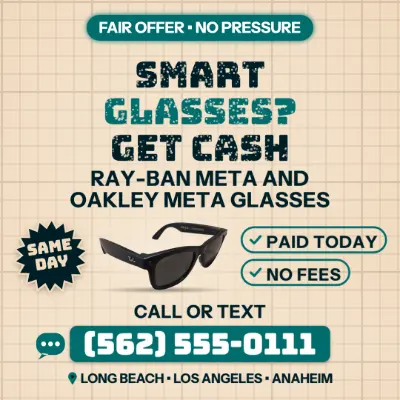 FAIR OFFER • NO PRESSURE
SMART
GLASSES?
GET CASH
RAY-BAN META AND
OAKLEY META GLASSES
SAME
DAY
PAID TODAY
NO FEES
CALL OR TEXT
(562) 555-0111
LONG BEACH • LOS ANGELES • ANAHEIM